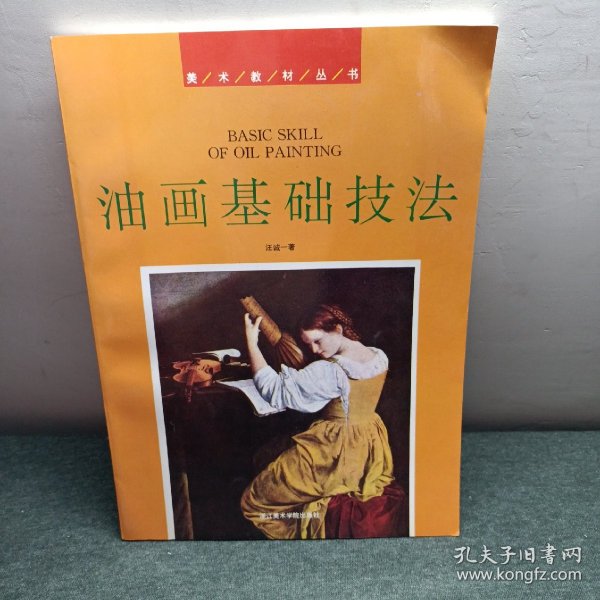 美/术/教/材/丛/书
BASIC SKILL
OF OIL PAINTING
油画基础技法
汪诚一著
浙江美术学院出版社
孔夫子旧书网
www.kongfz.com